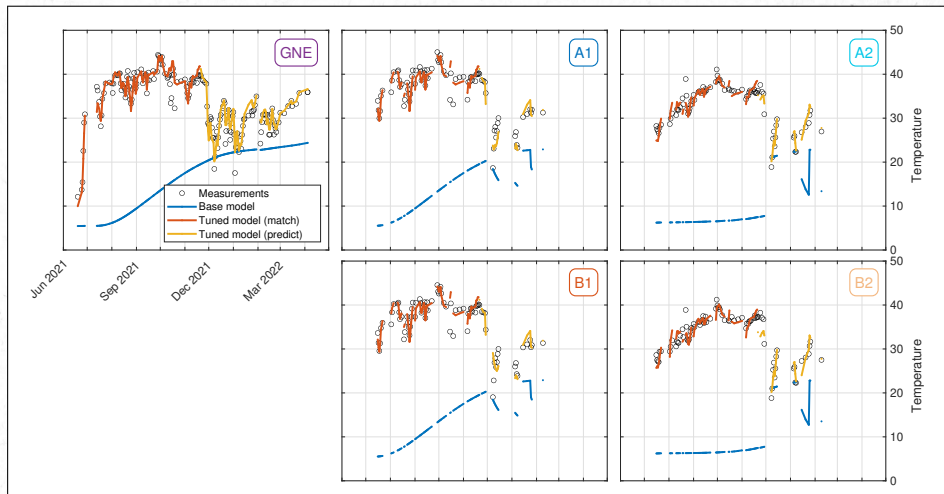 GNE
A1
A2
50
40
30
20
10
0
Temperature
Measurements
Base model
Tuned model (match)
Tuned model (predict)
Jun 2021
Sep 2021
Dec 2021
Mar 2022
B1
B2
50
40
30
20
10
0
Temperature